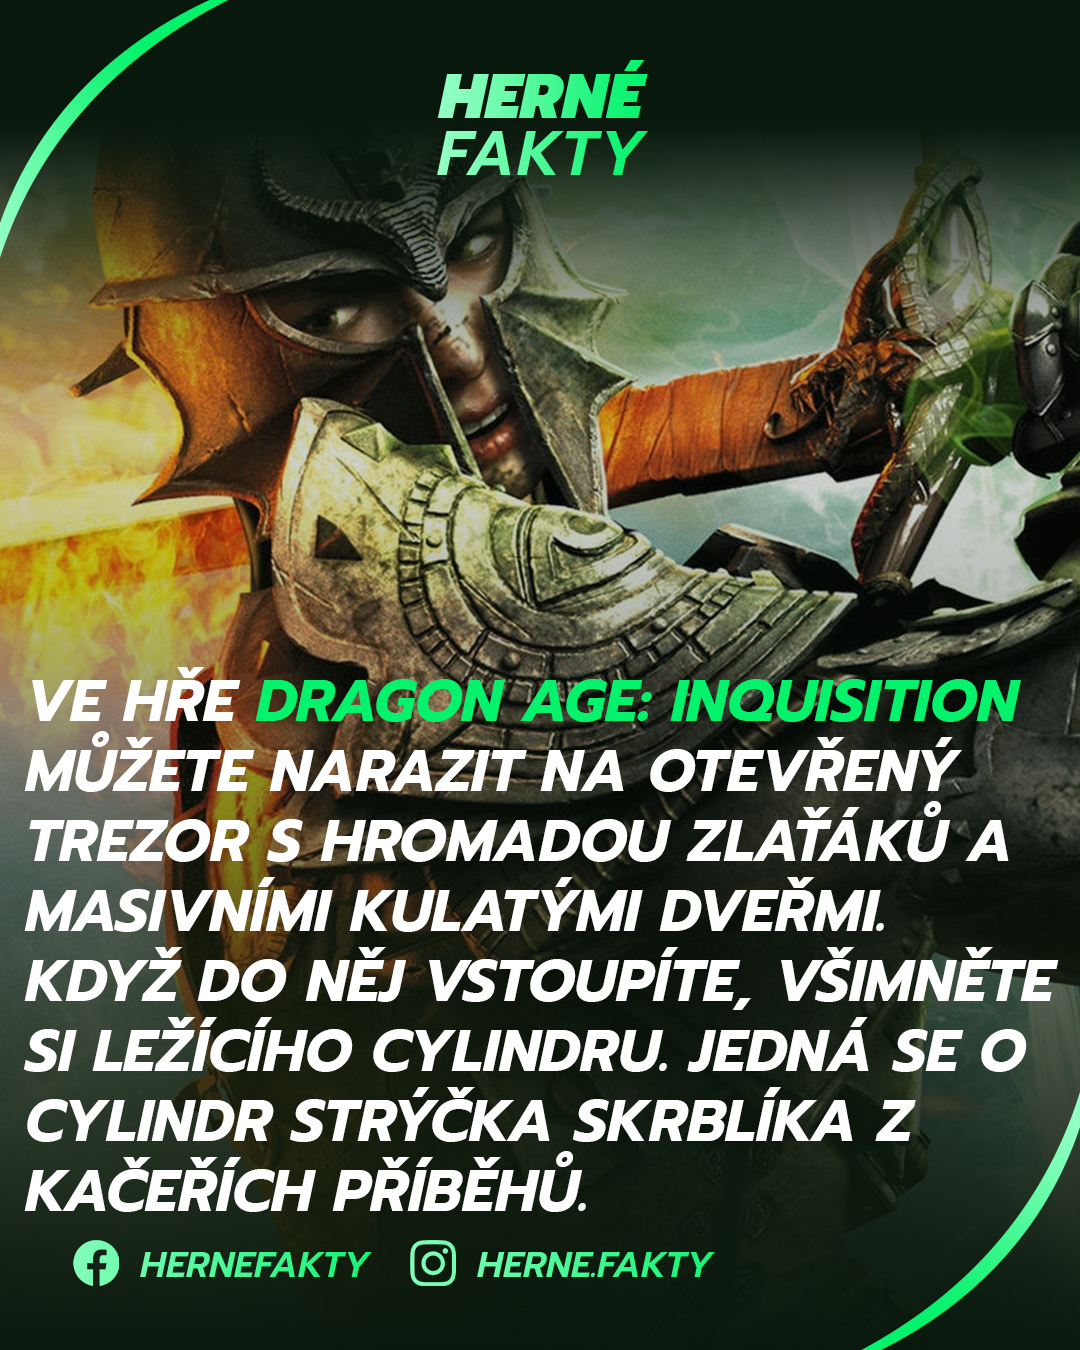 HERNÉ
FAKTY
VE HŘE DRAGON AGE: INQUISITION
MŮŽETE NARAZIT NA OTEVŘENÝ
TREZOR S HROMADOU ZLAŤÁKŮ A
MASIVNÍMI KULATÝMI DVEŘMI.
KDYŽ DO NĚJ VSTOUPÍTE, VŠIMNĚTE
SI LEŽÍCÍHO CYLINDRU. JEDNÁ SE O
CYLINDR STRÝČKA SKRBLÍKA Z
KAČEŘÍCH PŘÍBĚHŮ.
HERNEFAKTY HERNE.FAKTY